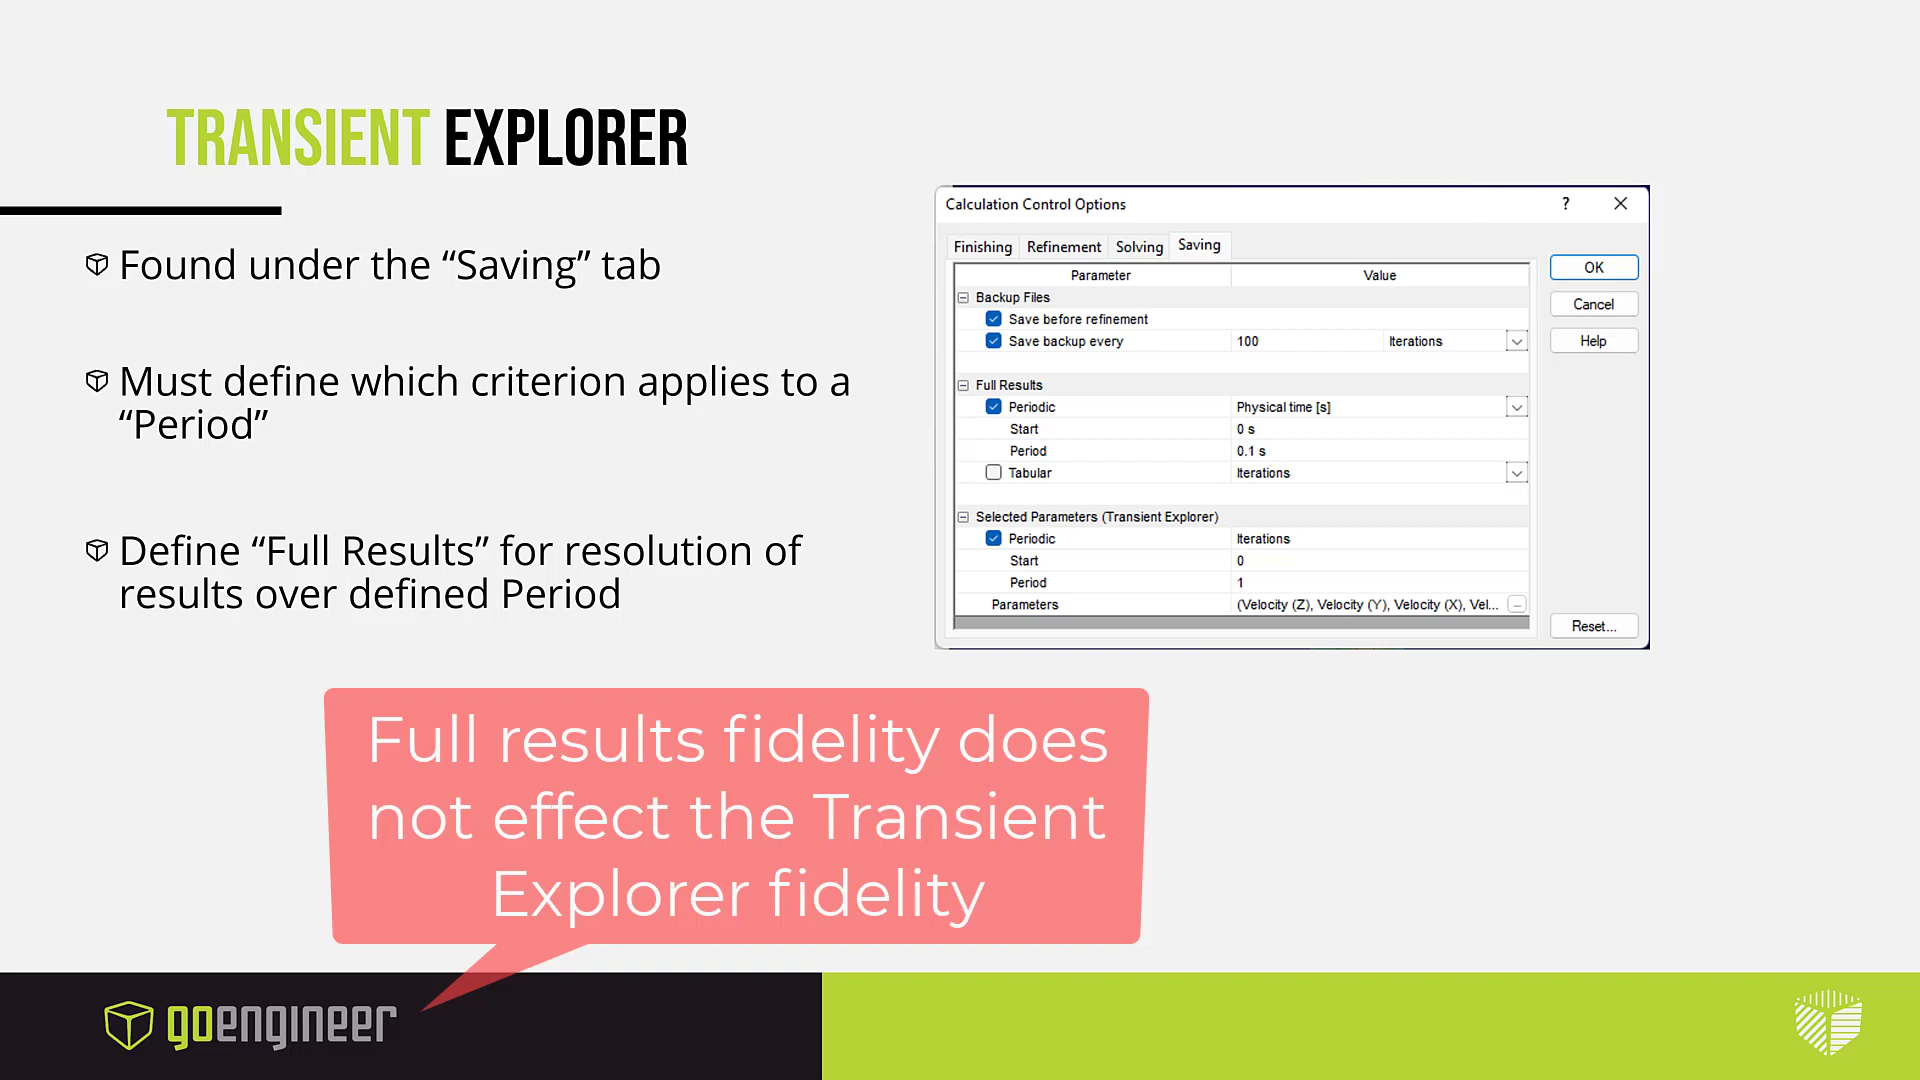 TRANSIENT EXPLORER
Found under the “Saving” tab
Must define which criterion applies to a
“Period”
Define “Full Results” for resolution of
results over defined Period
Calculation Control Options
?
Finishing Refinement Solving Saving
Parameter Value
Backup Files
Save before refinement
Save backup every 100 Iterations
Full Results
Periodic Physical time [s]
Start 0 s
Period 0.1 s
Tabular Iterations
Selected Parameters (Transient Explorer)
Periodic Iterations
Start 0
Period 1
Parameters (Velocity (Z), Velocity (Y), Velocity (X), Vel... ...
OK
Cancel
Help
Reset...
Full results fidelity does
not effect the Transient
Explorer fidelity
goengineer